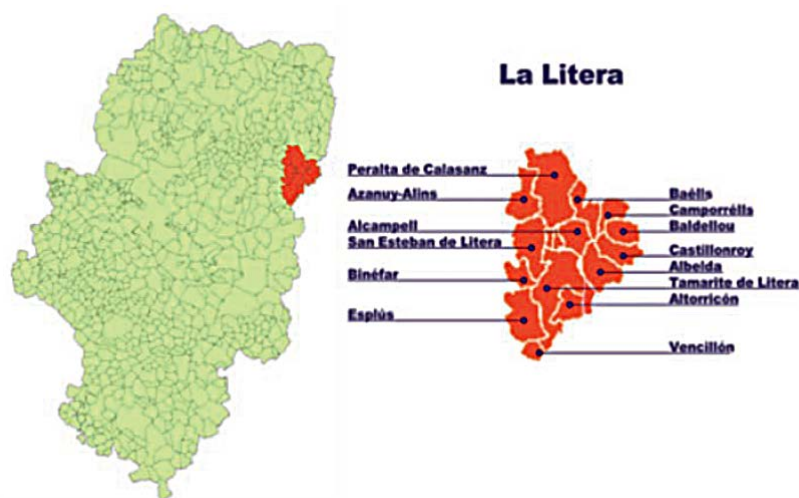 La Litera
Peralta de Calasanz
Azanuy-Alins
Alcampell
San Esteban de Litera
Binéfar
Esplús
Baélls
Camporrélls
Baldellou
Castillonroy
Albelda
Tamarite de Litera
Altorricón
Vencillón